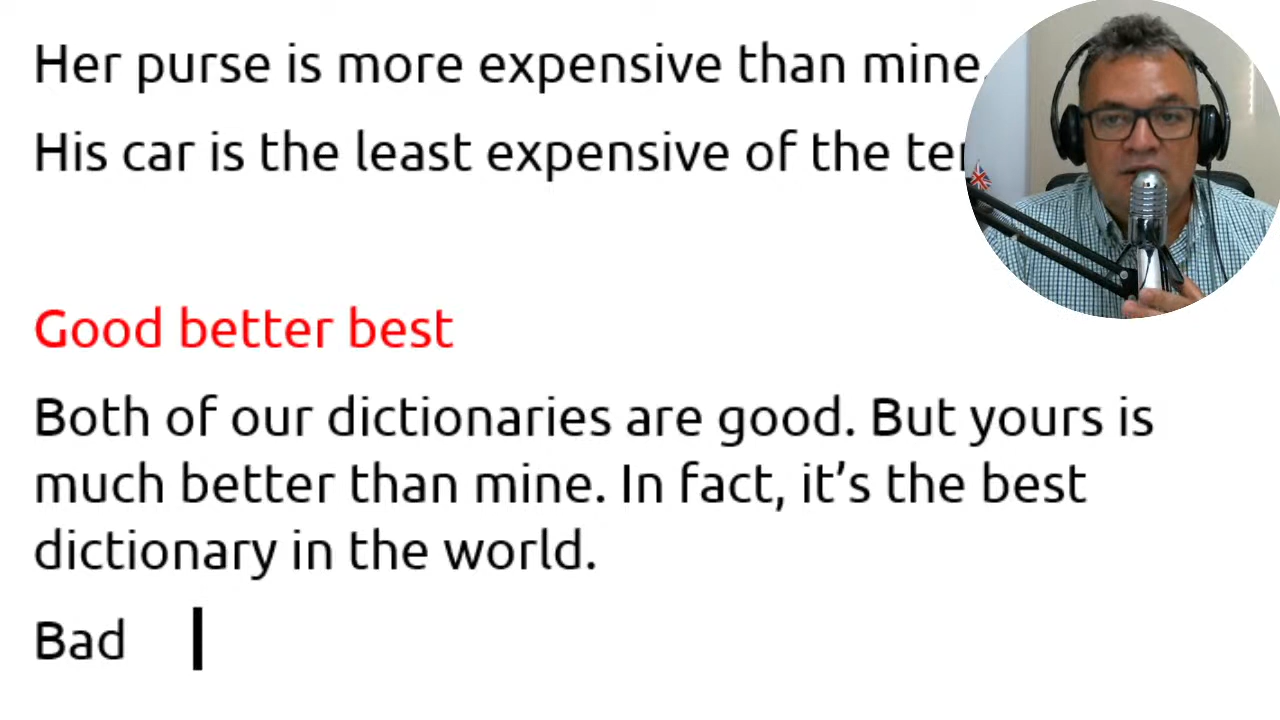 Her purse is more expensive than mine.
His car is the least expensive of the
Good better best
Both of our dictionaries are good. But yours is
much better than mine. In fact, it’s the best
dictionary in the world.
Bad